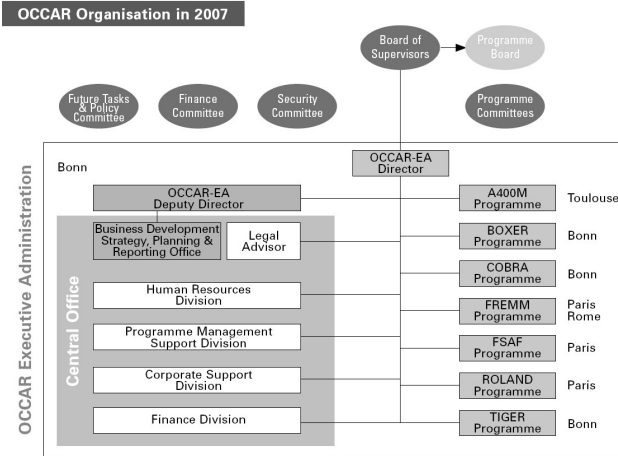 OCCAR Organisation in 2007
Board of
Supervisors
Programme
Board
Future Tasks
& Policy
Committee
Finance
Committee
Security
Committee
Programme
Committees
OCCAR Executive Administration
Bonn
OCCAR-EA
Director
OCCAR-EA
Deputy Director
Central Office
Business Development
Strategy, Planning &
Reporting Office
Legal
Advisor
Human Resources
Division
Programme Management
Support Division
Corporate Support
Division
Finance Division
A400M
Programme
Toulouse
BOXER
Programme
Bonn
COBRA
Programme
Bonn
FREMM
Programme
Paris
Rome
FSAF
Programme
Paris
ROLAND
Programme
Paris
TIGER
Programme
Bonn